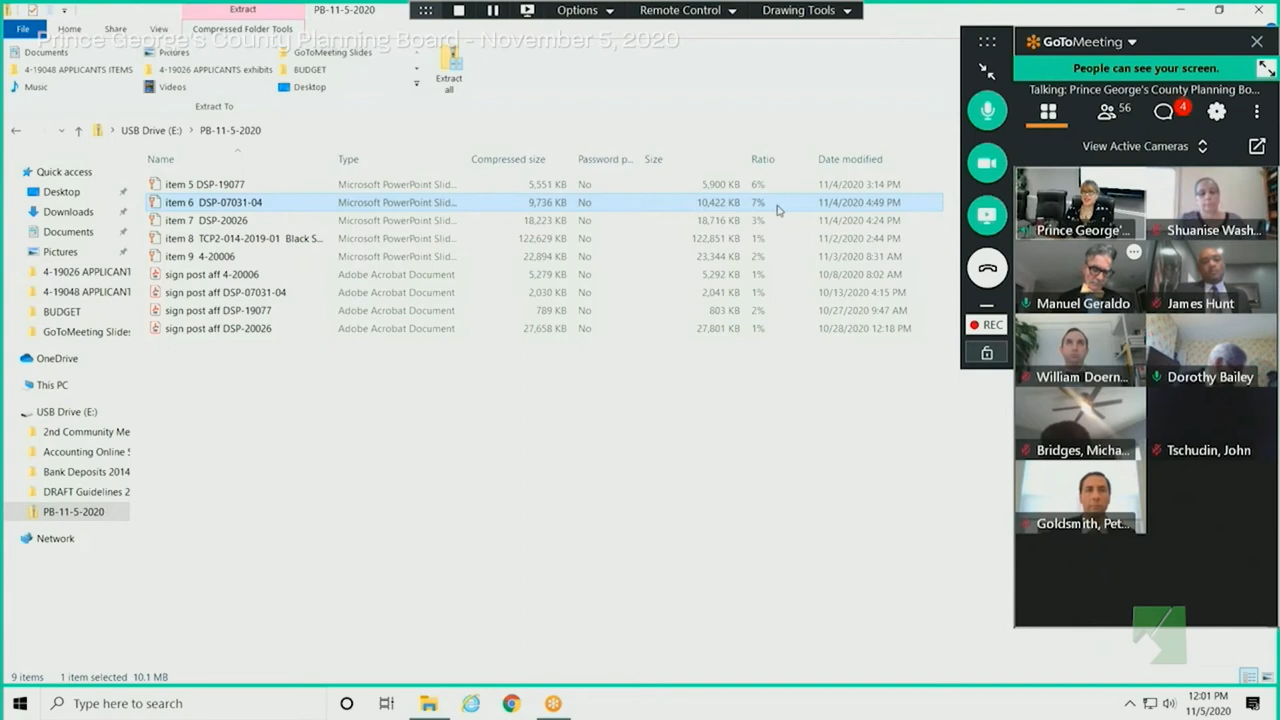 Extract
PB-11-5-2020
Options
Remote Control
Drawing Tools
File
Home
Share
View
Compressed Folder Tools
Prince George's County Planning Board - November 5, 2020
Documents
Pictures
GoToMeeting Slides
4-19048 APPLICANTS ITEMS
4-19026 APPLICANTS exhibits
BUDGET
Music
Videos
Desktop
Extract
all
Extract To
USB Drive (E:)
PB-11-5-2020
Name Type Compressed size Password p... Size Ratio Date modified
item 5 DSP-19077 Microsoft PowerPoint Slid... 5,551 KB No 5,900 KB 6% 11/4/2020 3:14 PM
item 6 DSP-07031-04 Microsoft PowerPoint Slid... 9,736 KB No 10,422 KB 7% 11/4/2020 4:49 PM
item 7 DSP-20026 Microsoft PowerPoint Slid... 18,223 KB No 18,716 KB 3% 11/4/2020 4:24 PM
item 8 TCP2-014-2019-01 Black S... Microsoft PowerPoint Slid... 122,629 KB No 122,851 KB 1% 11/2/2020 2:44 PM
item 9 4-20006 Microsoft PowerPoint Slid... 22,894 KB No 23,344 KB 2% 11/3/2020 8:31 AM
sign post aff 4-20006 Adobe Acrobat Document 5,279 KB No 5,292 KB 1% 10/8/2020 8:02 AM
sign post aff DSP-07031-04 Adobe Acrobat Document 2,030 KB No 2,041 KB 1% 10/13/2020 4:15 PM
sign post aff DSP-19077 Adobe Acrobat Document 789 KB No 803 KB 2% 10/27/2020 9:47 AM
sign post aff DSP-20026 Adobe Acrobat Document 27,658 KB No 27,801 KB 1% 10/28/2020 12:18 PM
Quick access
Desktop
Downloads
Documents
Pictures
4-19026 APPLICANT
4-19048 APPLICANT
BUDGET
GoToMeeting Slide
OneDrive
This PC
USB Drive (E:)
2nd Community Me
Accounting Online
Bank Deposits 2014
DRAFT Guidelines 2
PB-11-5-2020
Network
9 items 1 item selected 10.1 MB
GoToMeeting
People can see your screen.
Talking: Prince George's County Planning Bo...
56
4
View Active Cameras
Prince George'...
Shuanise Wash...
Manuel Geraldo
James Hunt
REC
William Doern...
Dorothy Bailey
Bridges, Micha...
Tschudin, John
Goldsmith, Pet...
Type here to search
12:01 PM
11/5/2020